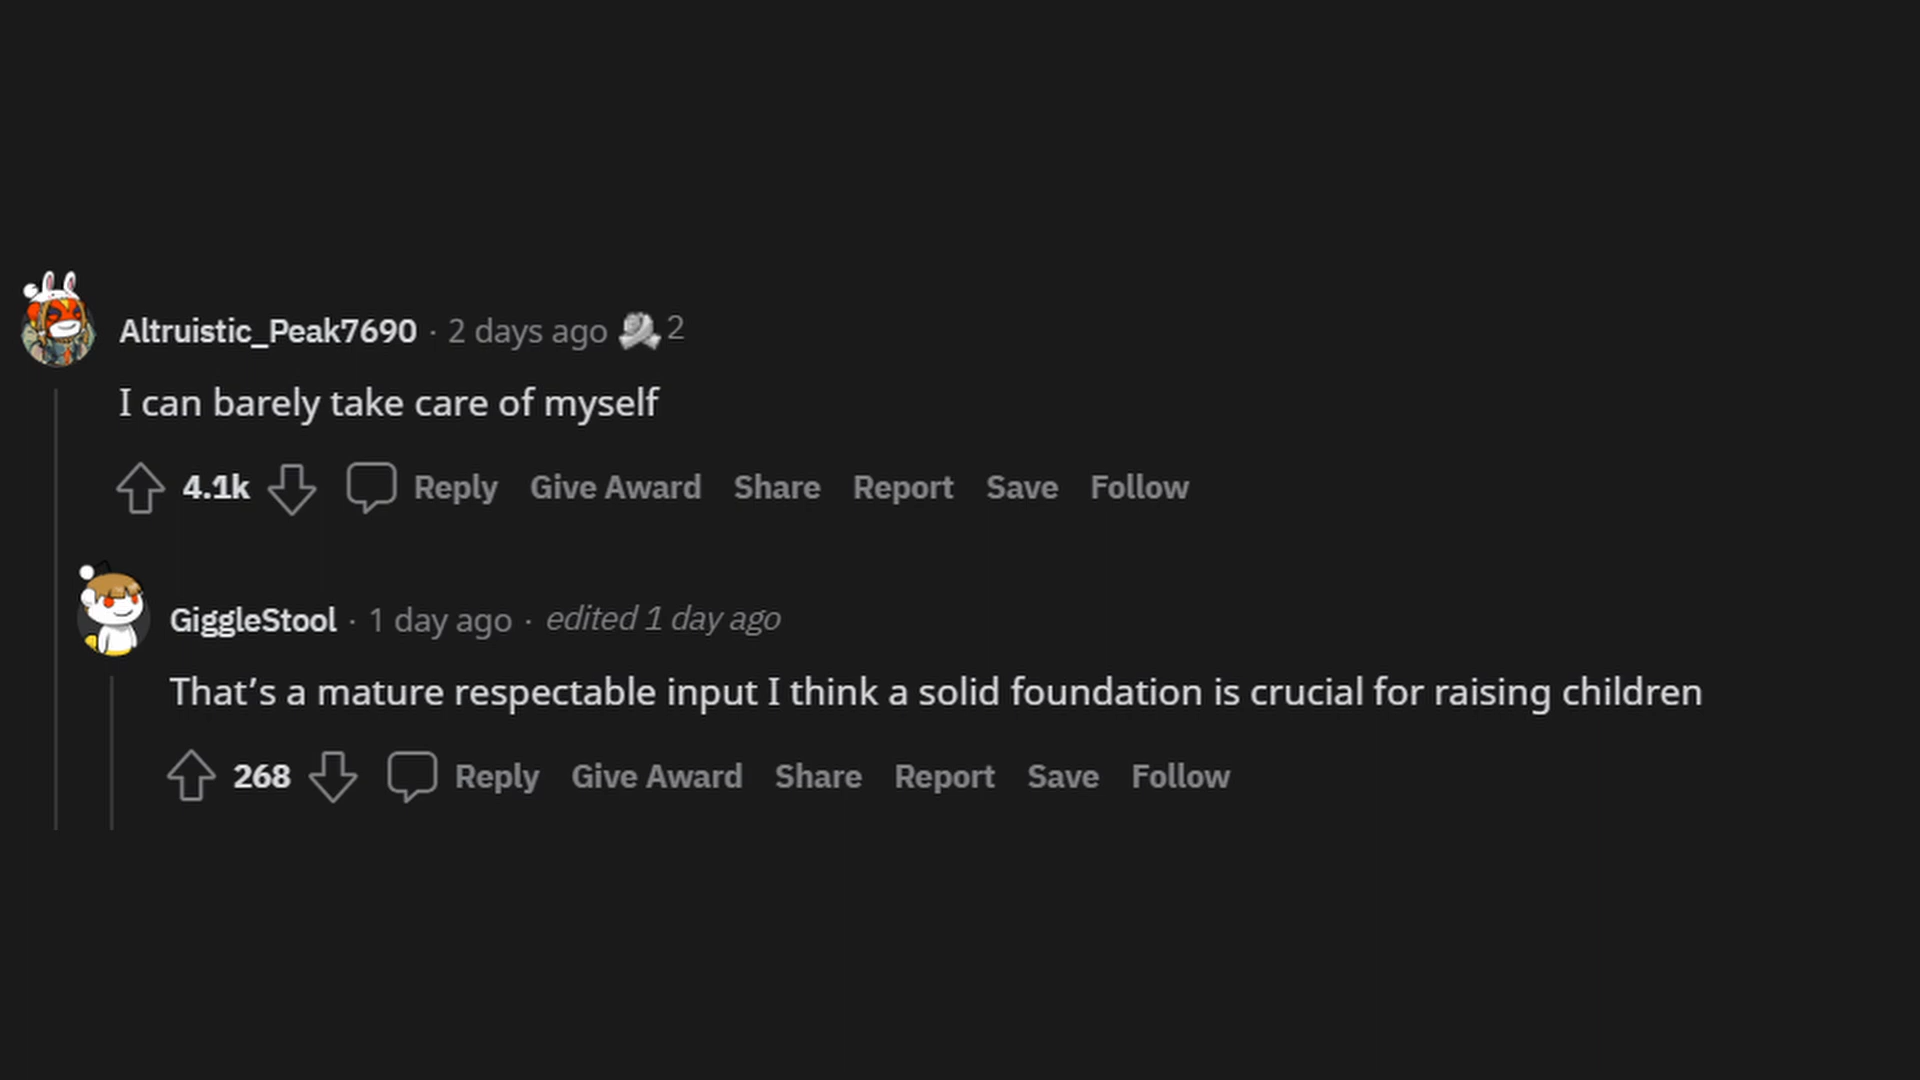 Altruistic_Peak7690 · 2 days ago 2
I can barely take care of myself
4.1k Reply Give Award Share Report Save Follow
GiggleStool · 1 day ago · edited 1 day ago
That’s a mature respectable input I think a solid foundation is crucial for raising children
268 Reply Give Award Share Report Save Follow